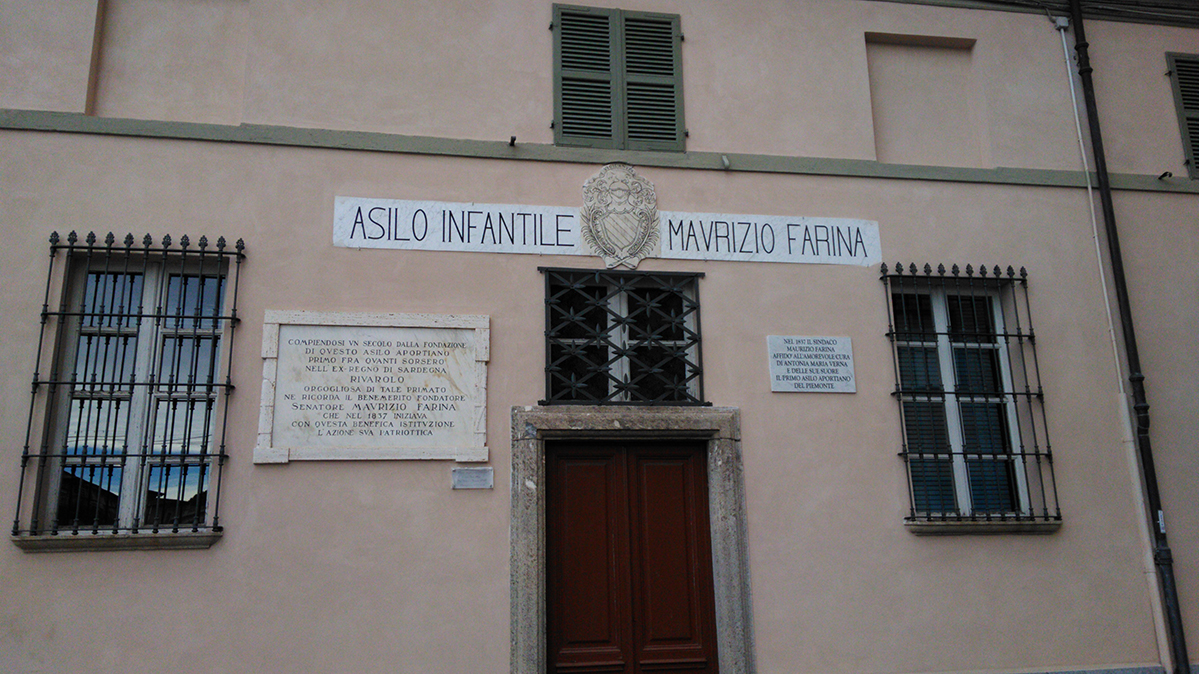 ASILO INFANTILE MAVRIZIO FARINA
COMPIENDOSI VN SECOLO DALLA FONDAZIONE
DI QVESTO ASILO APORTIANO
PRIMO FRA QVANTI SORSERO
NELL'EX-REGNO DI SARDEGNA
RIVAROLO
ORGOGLIOSA DI TALE PRIMATO
NE RICORDA IL BENEMERITO FONDATORE
SENATORE MAVRIZIO FARINA
CHE NEL 1837 INIZIAVA
CON QVESTA BENEFICA ISTITVZIONE
L'AZIONE SVA PATRIOTTICA
NEL 1837 IL SINDACO
MAURIZIO FARINA
AFFIDÒ ALL'AMOREVOLE CURA
DI ANTONIA MARIA VERNA
E DELLE SUE SUORE
IL PRIMO ASILO APORTIANO
DEL PIEMONTE